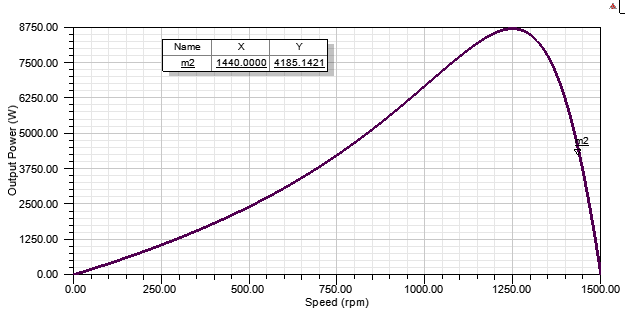 8750.00
Name X Y
m2 1440.0000 4185.1421
7500.00
6250.00
5000.00
m2
3750.00
2500.00
1250.00
0.00
Output Power (W)
0.00 250.00 500.00 750.00 1000.00 1250.00 1500.00
Speed (rpm)